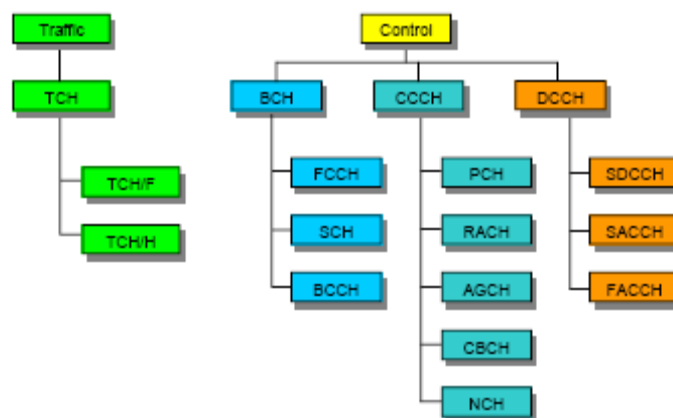 Traffic
Control
TCH
BCH
CCCH
DCCH
TCH/F
FCCH
PCH
SDCCH
TCH/H
SCH
RACH
SACCH
BCCH
AGCH
FACCH
CBCH
NCH